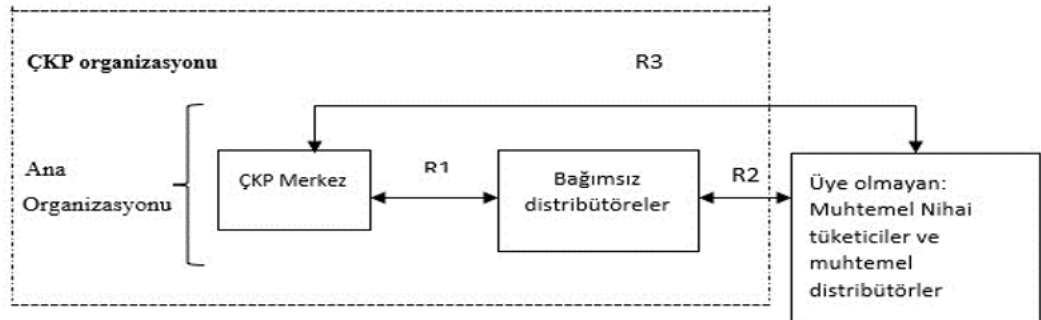 ÇKP organizasyonu
R3
Ana
Organizasyonu
ÇKP Merkez
R1
Bağımsız
distribütöreler
R2
Üye olmayan:
Muhtemel Nihai
tüketiciler ve
muhtemel
distribütörler